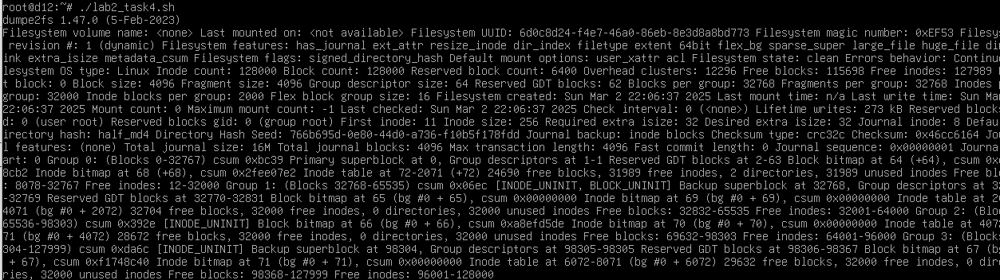 root@d12:~# ./lab2_task4.sh
dumpe2fs 1.47.0 (5-Feb-2023)
Filesystem volume name: <none> Last mounted on: <not available> Filesystem UUID: 6d0c8d24-f4e7-46a0-86eb-8e3d8a8bd773 Filesystem magic number: 0xEF53 Filesy
 revision #: 1 (dynamic) Filesystem features: has_journal ext_attr resize_inode dir_index filetype extent 64bit flex_bg sparse_super large_file huge_file di
ink extra_isize metadata_csum Filesystem flags: signed_directory_hash Default mount options: user_xattr acl Filesystem state: clean Errors behavior: Continu
lesystem OS type: Linux Inode count: 128000 Block count: 128000 Reserved block count: 6400 Overhead clusters: 12296 Free blocks: 115698 Free inodes: 127989
t block: 0 Block size: 4096 Fragment size: 4096 Group descriptor size: 64 Reserved GDT blocks: 62 Blocks per group: 32768 Fragments per group: 32768 Inodes
group: 32000 Inode blocks per group: 2000 Flex block group size: 16 Filesystem created: Sun Mar 2 22:06:37 2025 Last mount time: n/a Last write time: Sun Mar
22:06:37 2025 Mount count: 0 Maximum mount count: -1 Last checked: Sun Mar 2 22:06:37 2025 Check interval: 0 (<none>) Lifetime writes: 273 kB Reserved block
d: 0 (user root) Reserved blocks gid: 0 (group root) First inode: 11 Inode size: 256 Required extra isize: 32 Desired extra isize: 32 Journal inode: 8 Defau
irectory hash: half_md4 Directory Hash Seed: 766b695d-0e80-44d0-a736-f10b5f178fdd Journal backup: inode blocks Checksum type: crc32c Checksum: 0x46cc6164 Jo
l features: (none) Total journal size: 16M Total journal blocks: 4096 Max transaction length: 4096 Fast commit length: 0 Journal sequence: 0x00000001 Journa
art: 0 Group 0: (Blocks 0-32767) csum 0xbc39 Primary superblock at 0, Group descriptors at 1-1 Reserved GDT blocks at 2-63 Block bitmap at 64 (+64), csum 0x
8cb2 Inode bitmap at 68 (+68), csum 0x2fee07e2 Inode table at 72-2071 (+72) 24690 free blocks, 31989 free inodes, 2 directories, 31989 unused inodes Free bl
: 8078-32767 Free inodes: 12-32000 Group 1: (Blocks 32768-65535) csum 0x06ec [INODE_UNINIT, BLOCK_UNINIT] Backup superblock at 32768, Group descriptors at 3
-32769 Reserved GDT blocks at 32770-32831 Block bitmap at 65 (bg #0 + 65), csum 0x00000000 Inode bitmap at 69 (bg #0 + 69), csum 0x00000000 Inode table at 2
4071 (bg #0 + 2072) 32704 free blocks, 32000 free inodes, 0 directories, 32000 unused inodes Free blocks: 32832-65535 Free inodes: 32001-64000 Group 2: (Blo
65536-98303) csum 0x392e [INODE_UNINIT] Block bitmap at 66 (bg #0 + 66), csum 0xa8efd5de Inode bitmap at 70 (bg #0 + 70), csum 0x00000000 Inode table at 407
71 (bg #0 + 4072) 28672 free blocks, 32000 free inodes, 0 directories, 32000 unused inodes Free blocks: 69632-98303 Free inodes: 64001-96000 Group 3: (Block
304-127999) csum 0xda6c [INODE_UNINIT] Backup superblock at 98304, Group descriptors at 98305-98305 Reserved GDT blocks at 98306-98367 Block bitmap at 67 (b
 + 67), csum 0xf1748c40 Inode bitmap at 71 (bg #0 + 71), csum 0x00000000 Inode table at 6072-8071 (bg #0 + 6072) 29632 free blocks, 32000 free inodes, 0 dir
ries, 32000 unused inodes Free blocks: 98368-127999 Free inodes: 96001-128000